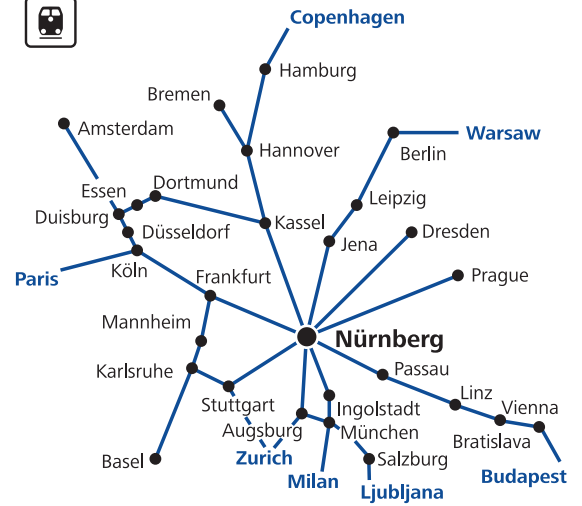 Copenhagen
Hamburg
Bremen
Amsterdam
Hannover
Warsaw
Berlin
Essen
Dortmund
Leipzig
Duisburg
Düsseldorf
Kassel
Jena
Dresden
Köln
Paris
Frankfurt
Prague
Mannheim
Nürnberg
Karlsruhe
Passau
Stuttgart
Ingolstadt
Linz
Vienna
Augsburg
München
Bratislava
Basel
Zurich
Salzburg
Milan
Ljubljana
Budapest